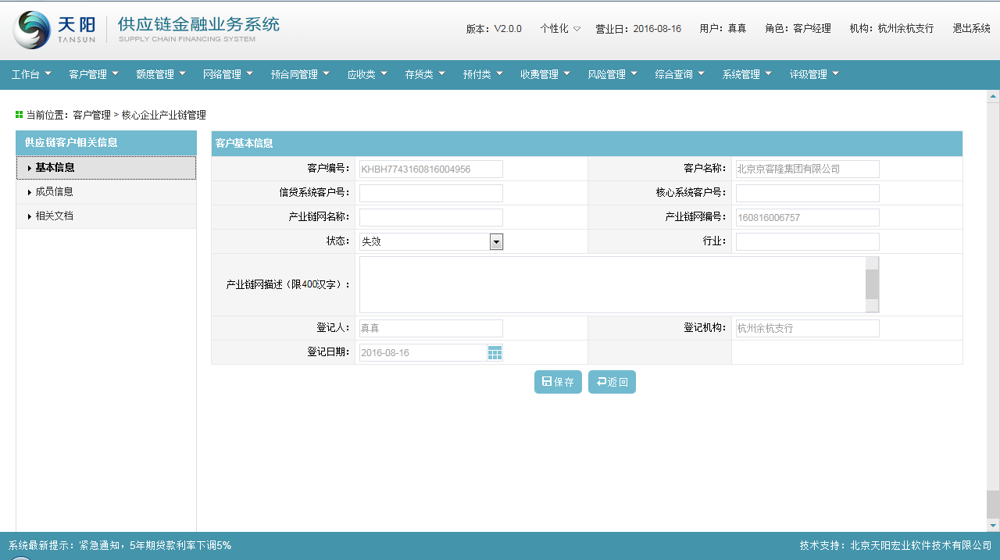 天阳 TANSUN 供应链金融业务系统 SUPPLY CHAIN FINANCING SYSTEM
版本：V2.0.0 个性化 营业日：2016-08-16 用户：真真 角色：客户经理 机构：杭州余杭支行 退出系统
工作台 客户管理 额度管理 网络管理 预合同管理 应收类 存货类 预付类 收费管理 风险管理 综合查询 系统管理 评级管理
当前位置：客户管理 > 核心企业产业链管理
供应链客户相关信息
基本信息
成员信息
相关文档
客户基本信息
客户编号：KHBH7743160816004956 客户名称：北京京客隆集团有限公司
信贷系统客户号： 核心系统客户号：
产业链网名称： 产业链网编号：160816006757
状态：失效 行业：
产业链网描述（限400汉字）：
登记人：真真 登记机构：杭州余杭支行
登记日期：2016-08-16
保存 返回
系统最新提示：紧急通知，5年期贷款利率下调5% 技术支持：北京天阳宏业软件技术有限公司